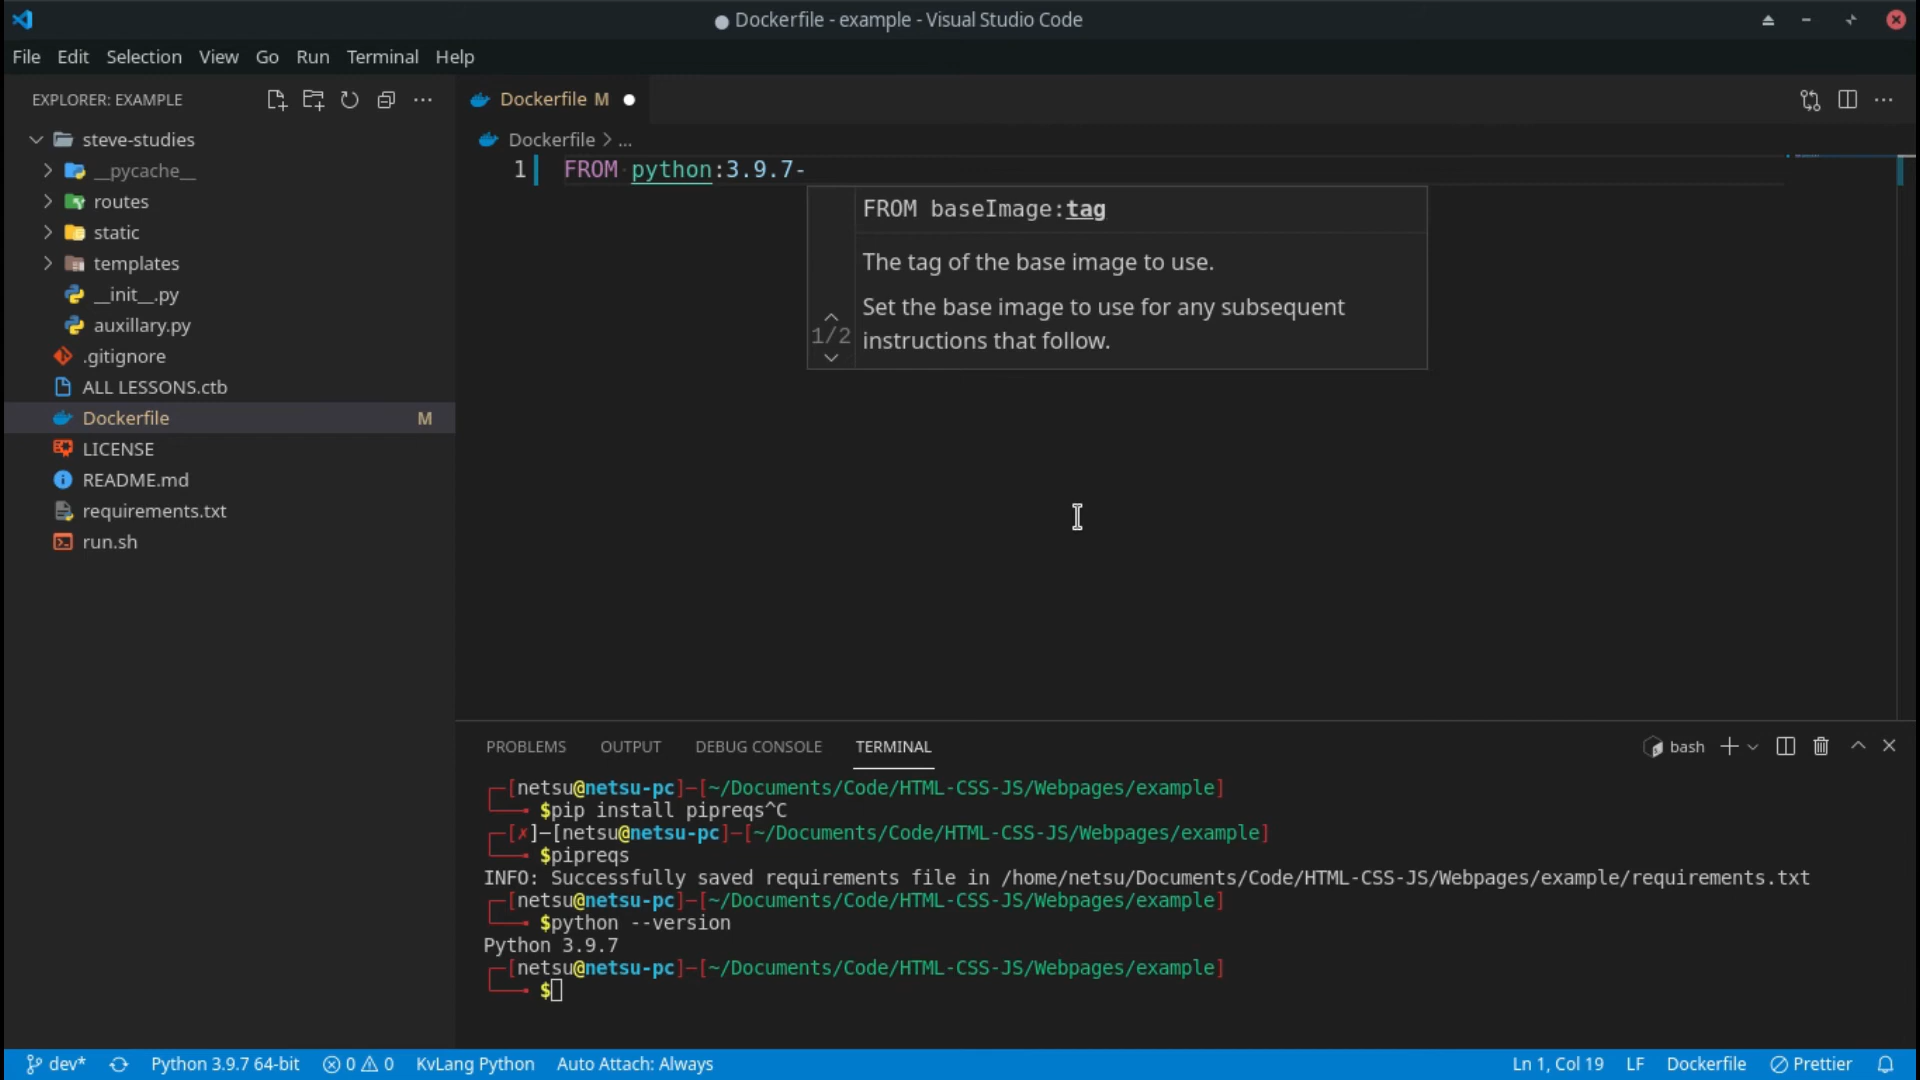 Dockerfile - example - Visual Studio Code
File Edit Selection View Go Run Terminal Help
EXPLORER: EXAMPLE
steve-studies
__pycache__
routes
static
templates
__init__.py
auxillary.py
.gitignore
ALL LESSONS.ctb
Dockerfile M
LICENSE
README.md
requirements.txt
run.sh
Dockerfile M
Dockerfile > ...
1 FROM python:3.9.7-
FROM baseImage:tag
The tag of the base image to use.
Set the base image to use for any subsequent
1/2 instructions that follow.
PROBLEMS OUTPUT DEBUG CONSOLE TERMINAL
bash
[netsu@netsu-pc]─[~/Documents/Code/HTML-CSS-JS/Webpages/example]
$pip install pipreqs^C
[✗]─[netsu@netsu-pc]─[~/Documents/Code/HTML-CSS-JS/Webpages/example]
$pipreqs
INFO: Successfully saved requirements file in /home/netsu/Documents/Code/HTML-CSS-JS/Webpages/example/requirements.txt
[netsu@netsu-pc]─[~/Documents/Code/HTML-CSS-JS/Webpages/example]
$python --version
Python 3.9.7
[netsu@netsu-pc]─[~/Documents/Code/HTML-CSS-JS/Webpages/example]
$
dev* Python 3.9.7 64-bit 0 0 KvLang Python Auto Attach: Always Ln 1, Col 19 LF Dockerfile Prettier